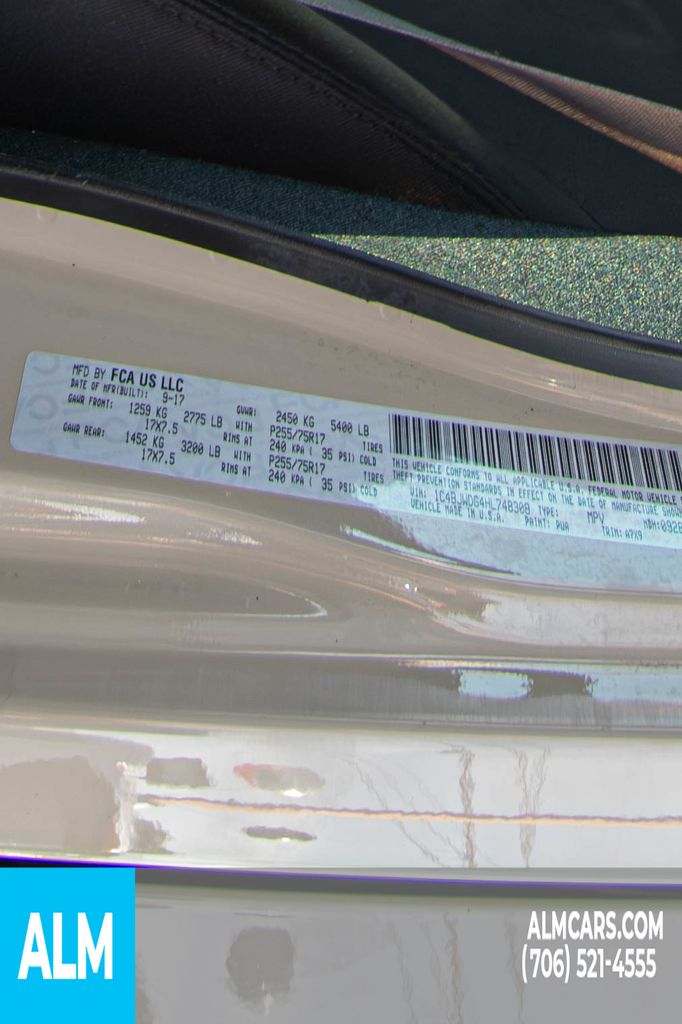 MFD BY FCA US LLC
DATE OF MFR(BUILT): 9-17
GAWR FRONT: 1259 KG 2775 LB WITH
17X7.5 RIMS AT
GAWR REAR: 1452 KG 3200 LB WITH
17X7.5 RIMS AT
GVWR: 2450 KG 5400 LB
P255/75R17 TIRES
240 KPA ( 35 PSI) COLD
P255/75R17 TIRES
240 KPA ( 35 PSI) COLD
THIS VEHICLE CONFORMS TO ALL APPLICABLE U.S.A. FEDERAL MOTOR VEHICLE
THEFT PREVENTION STANDARDS IN EFFECT ON THE DATE OF MANUFACTURE
VIN: TYPE: MPV
VEHICLE MADE IN U.S.A. PAINT: PUA TRIM: A7X9
ALM
ALMCARS.COM
(706) 521-4555